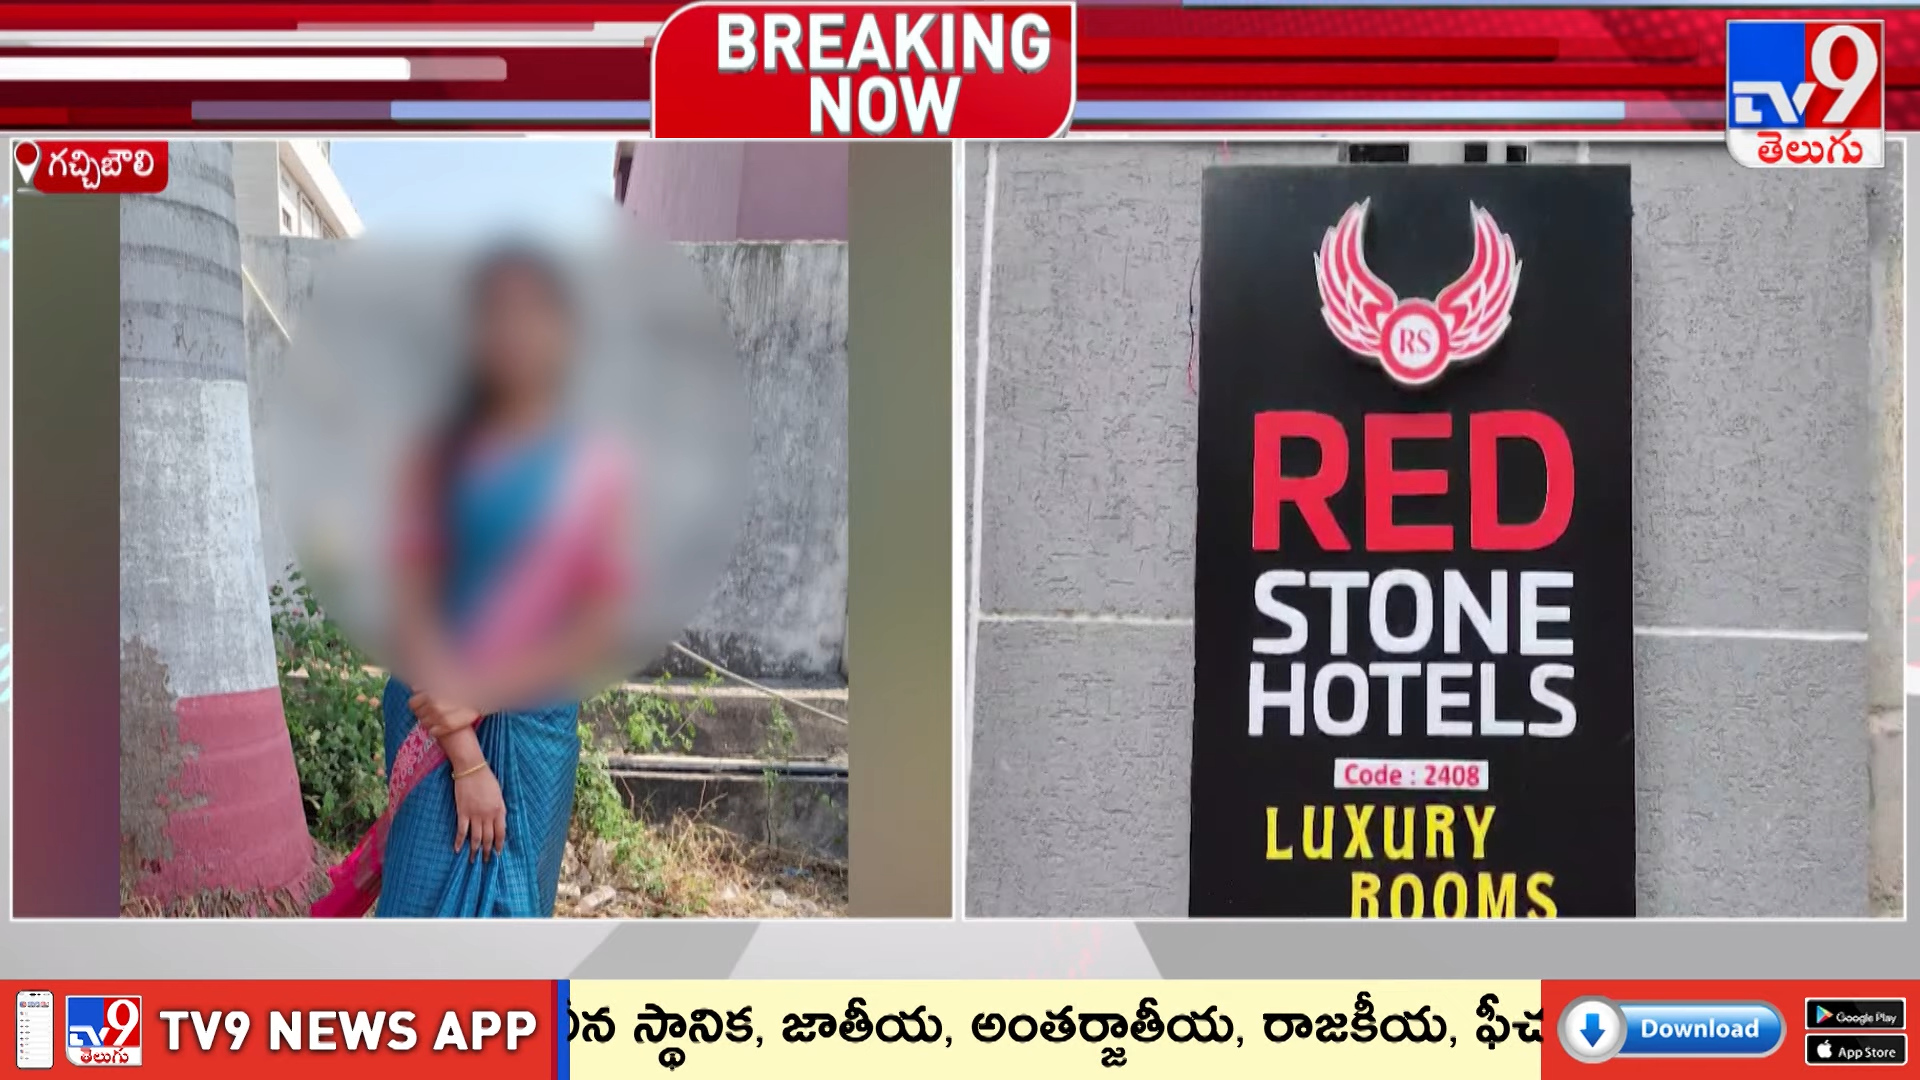 BREAKING
NOW
TV9
తెలుగు
గచ్చిబౌలి
RS
RED
STONE
HOTELS
Code : 2408
LUXURY
ROOMS
TV9
తెలుగు
TV9 NEWS APP
స్థానిక, జాతీయ, అంతర్జాతీయ, రాజకీయ,
Download
Google Play
App Store